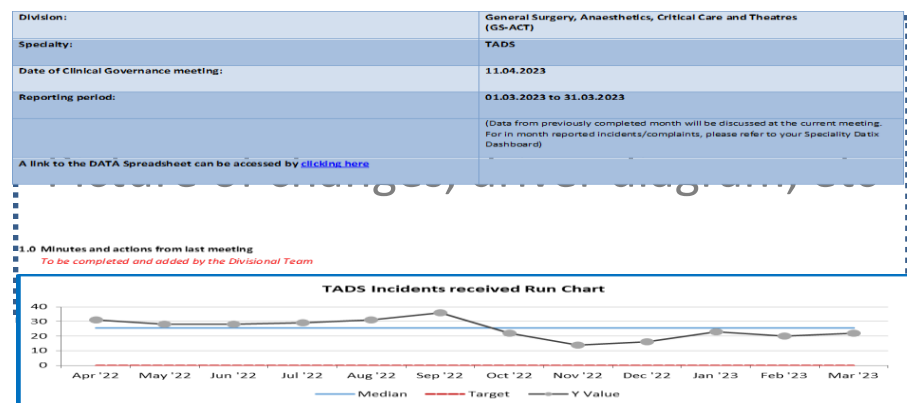 Division:
General Surgery, Anaesthetics, Critical Care and Theatres
(GS-ACT)
Specialty:
TADS
Date of Clinical Governance meeting:
11.04.2023
Reporting period:
01.03.2023 to 31.03.2023
(Data from previously completed month will be discussed at the current meeting.
For in month reported incidents/complaints, please refer to your Speciality Datix
Dashboard)
A link to the DATA Spreadsheet can be accessed by clicking here
Picture of changes, driver diagram, etc
1.0 Minutes and actions from last meeting
To be completed and added by the Divisional Team
TADS Incidents received Run Chart
40
30
20
10
0
Apr '22 May '22 Jun '22 Jul '22 Aug '22 Sep '22 Oct '22 Nov '22 Dec '22 Jan '23 Feb '23 Mar '23
Median Target Y Value